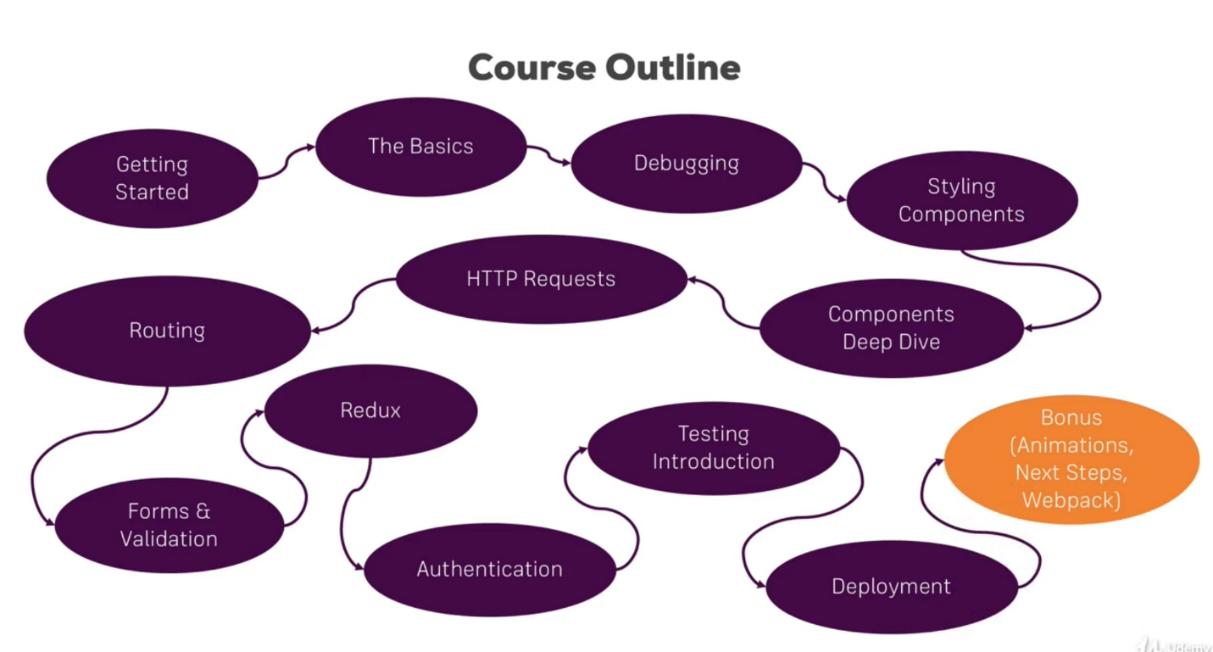 Course Outline
Getting
Started
The Basics
Debugging
Styling
Components
Components
Deep Dive
HTTP Requests
Routing
Forms &
Validation
Redux
Authentication
Testing
Introduction
Deployment
Bonus
(Animations,
Next Steps,
Webpack)
Udemy